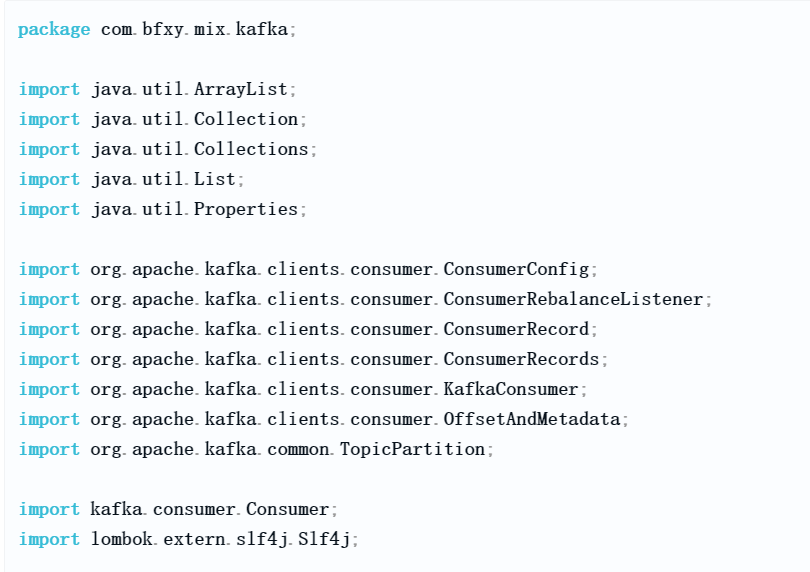 package com.bfxy.mix.kafka;
import java.util.ArrayList;
import java.util.Collection;
import java.util.Collections;
import java.util.List;
import java.util.Properties;
import org.apache.kafka.clients.consumer.ConsumerConfig;
import org.apache.kafka.clients.consumer.ConsumerRebalanceListener;
import org.apache.kafka.clients.consumer.ConsumerRecord;
import org.apache.kafka.clients.consumer.ConsumerRecords;
import org.apache.kafka.clients.consumer.KafkaConsumer;
import org.apache.kafka.clients.consumer.OffsetAndMetadata;
import org.apache.kafka.common.TopicPartition;
import kafka.consumer.Consumer;
import lombok.extern.slf4j.Slf4j;